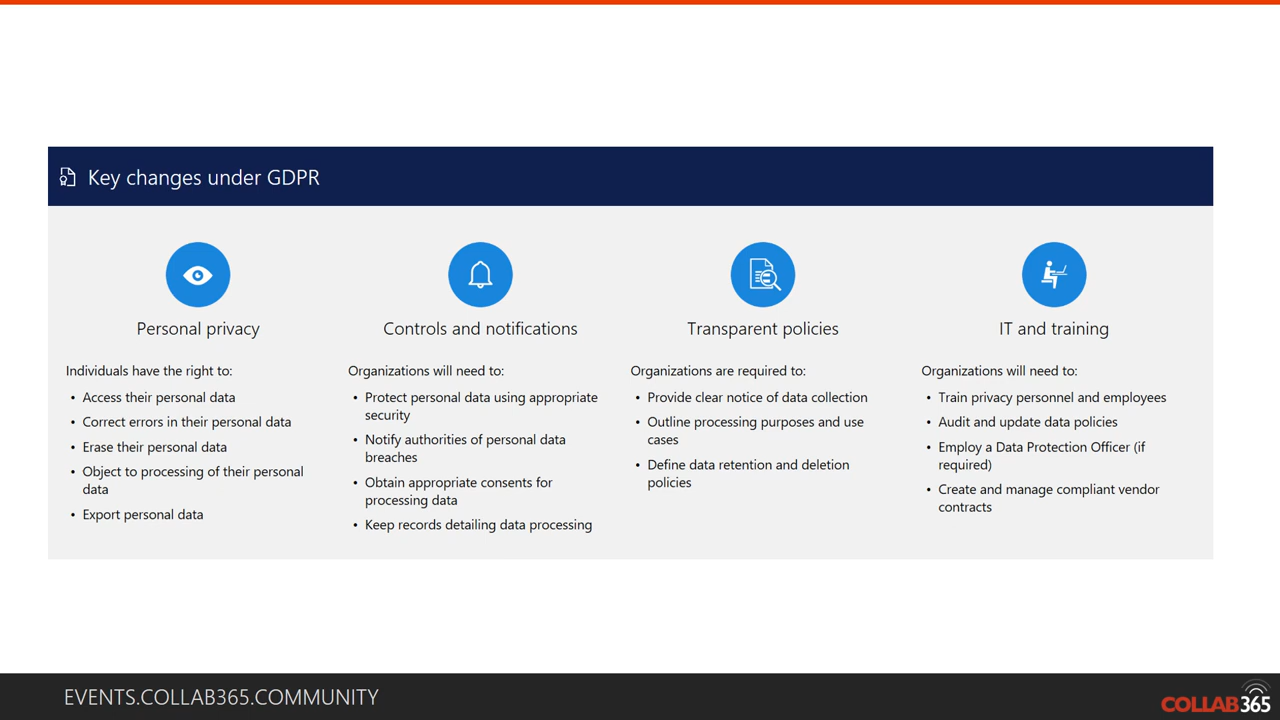 Key changes under GDPR
Personal privacy
Individuals have the right to:
• Access their personal data
• Correct errors in their personal data
• Erase their personal data
• Object to processing of their personal
data
• Export personal data
Controls and notifications
Organizations will need to:
• Protect personal data using appropriate
security
• Notify authorities of personal data
breaches
• Obtain appropriate consents for
processing data
• Keep records detailing data processing
Transparent policies
Organizations are required to:
• Provide clear notice of data collection
• Outline processing purposes and use
cases
• Define data retention and deletion
policies
IT and training
Organizations will need to:
• Train privacy personnel and employees
• Audit and update data policies
• Employ a Data Protection Officer (if
required)
• Create and manage compliant vendor
contracts
EVENTS.COLLAB365.COMMUNITY
COLLAB365